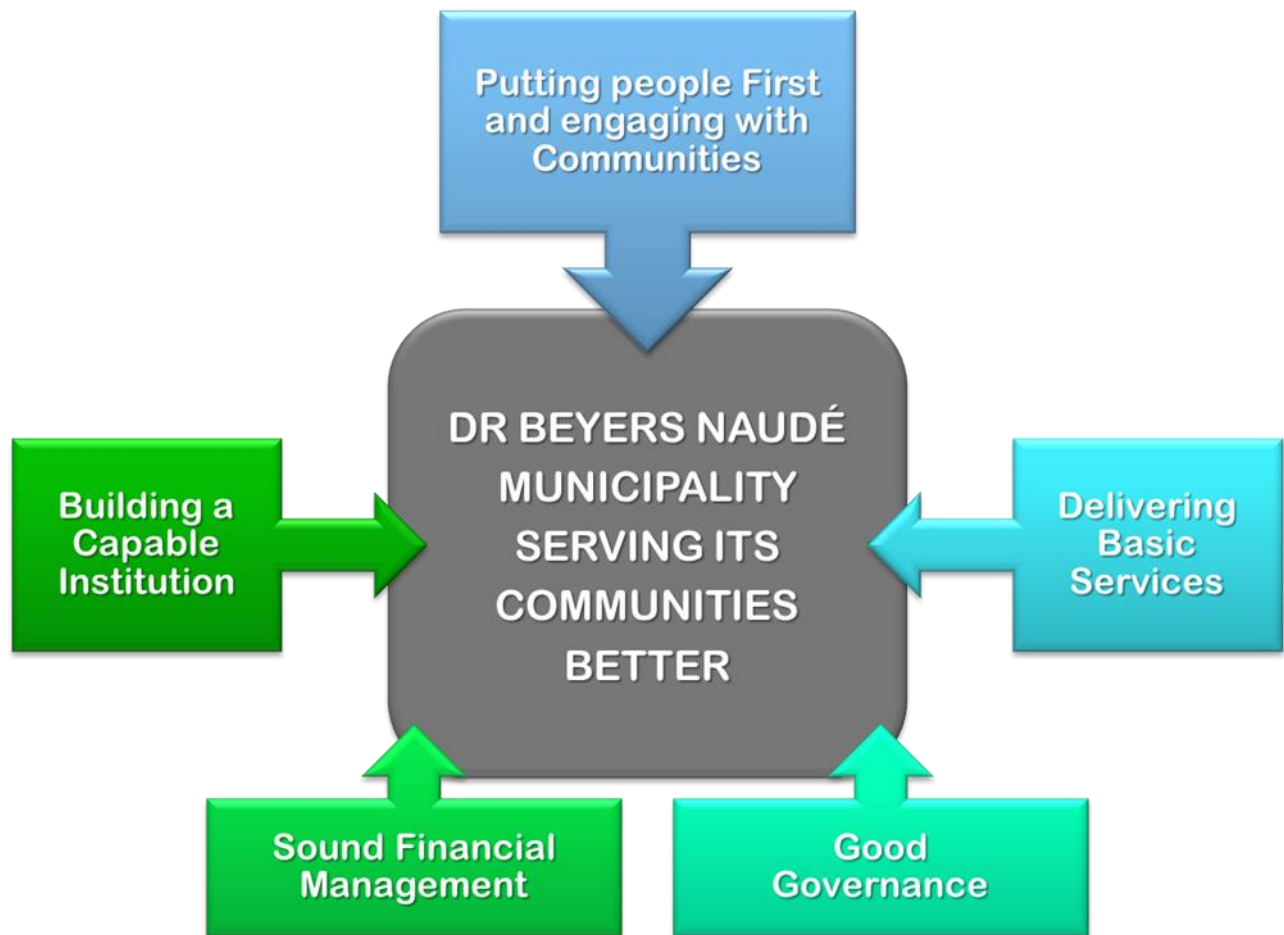 Putting people First
and engaging with
Communities
DR BEYERS NAUDÉ
MUNICIPALITY
SERVING ITS
COMMUNITIES
BETTER
Building a
Capable
Institution
Delivering
Basic
Services
Sound Financial
Management
Good
Governance